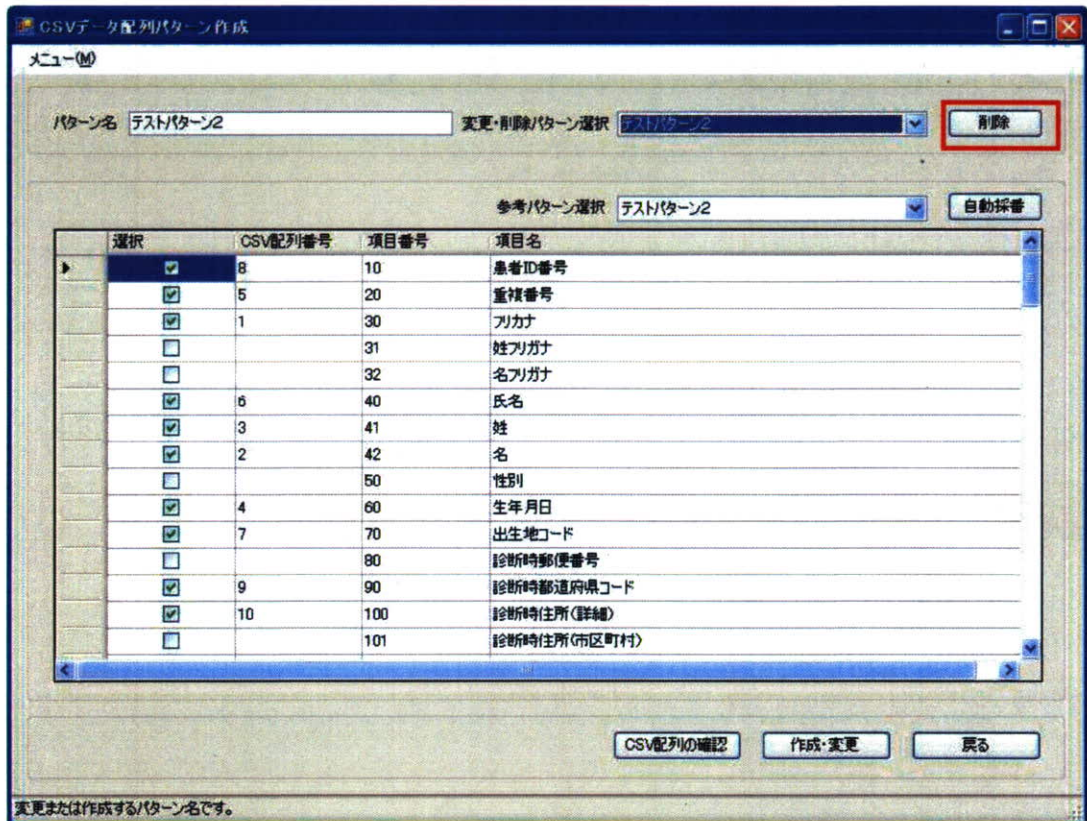 CSVデータ配列パターン作成
メニュー(M)
パターン名 テストパターン2 変更・削除パターン選択 テストパターン2 削除
参考パターン選択 テストパターン2 自動採番
選択 CSV配列番号 項目番号 項目名
8 10 患者ID番号
5 20 重複番号
1 30 フリカナ
31 姓フリガナ
32 名フリガナ
6 40 氏名
3 41 姓
2 42 名
50 性別
4 60 生年月日
7 70 出生地コード
80 診断時郵便番号
9 90 診断時都道府県コード
10 100 診断時住所(詳細)
101 診断時住所(市区町村)
CSV配列の確認 作成・変更 戻る
変更または作成するパターン名です。